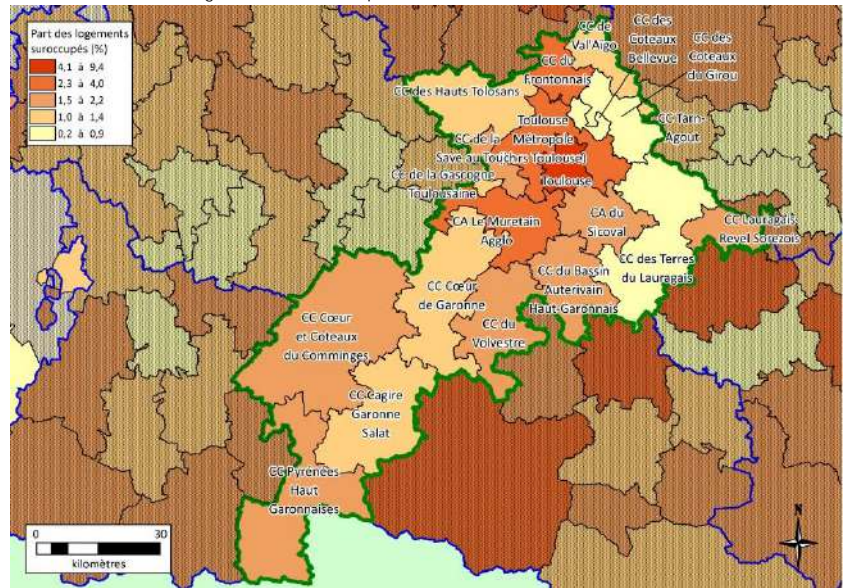 Part des logements
suroccupés (%)
4,1 à 9,4
2,3 à 4,0
1,5 à 2,2
1,0 à 1,4
0,2 à 0,9
CC de
Val'Aïgo
CC des
Coteaux
Bellevue
CC des
Coteaux
du Girou
CC du
Frontonnais
CC des Hauts Tolosans
CC Tarn-
Agout
Toulouse
Métropole
(hrs Toulouse)
CC de la
Save au Touch
Toulouse
CC de la Gascogne
Toulousaine
CA Le Muretain
Agglo
CA du
Sicoval
CC Lauragais
Revel Sorezois
CC des Terres
du Lauragais
CC du Bassin
Auterivain
Haut-Garonnais
CC Cœur
de Garonne
CC du
Volvestre
CC Cœur
et Coteaux
du Comminges
CC Cagire
Garonne
Salat
CC Pyrénées
Haut
Garonnaises
0 30
kilomètres
N